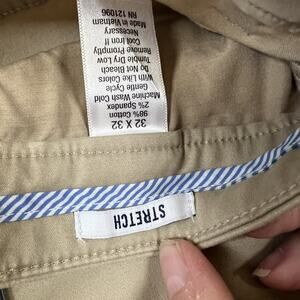 32 X 32
98% Cotton
2% Spandex
Machine Wash Cold
Gentle Cycle
With Like Colors
Do Not Bleach
Tumble Dry Low
Remove Promptly
Cool Iron If
Necessary
Made in Vietnam
RN 121096
STRETCH